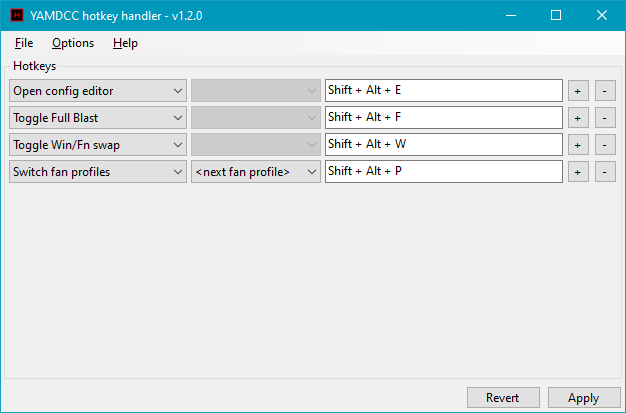 YAMDCC hotkey handler - v1.2.0
File Options Help
Hotkeys
Open config editor Shift + Alt + E + -
Toggle Full Blast Shift + Alt + F + -
Toggle Win/Fn swap Shift + Alt + W + -
Switch fan profiles <next fan profile> Shift + Alt + P + -
Revert Apply